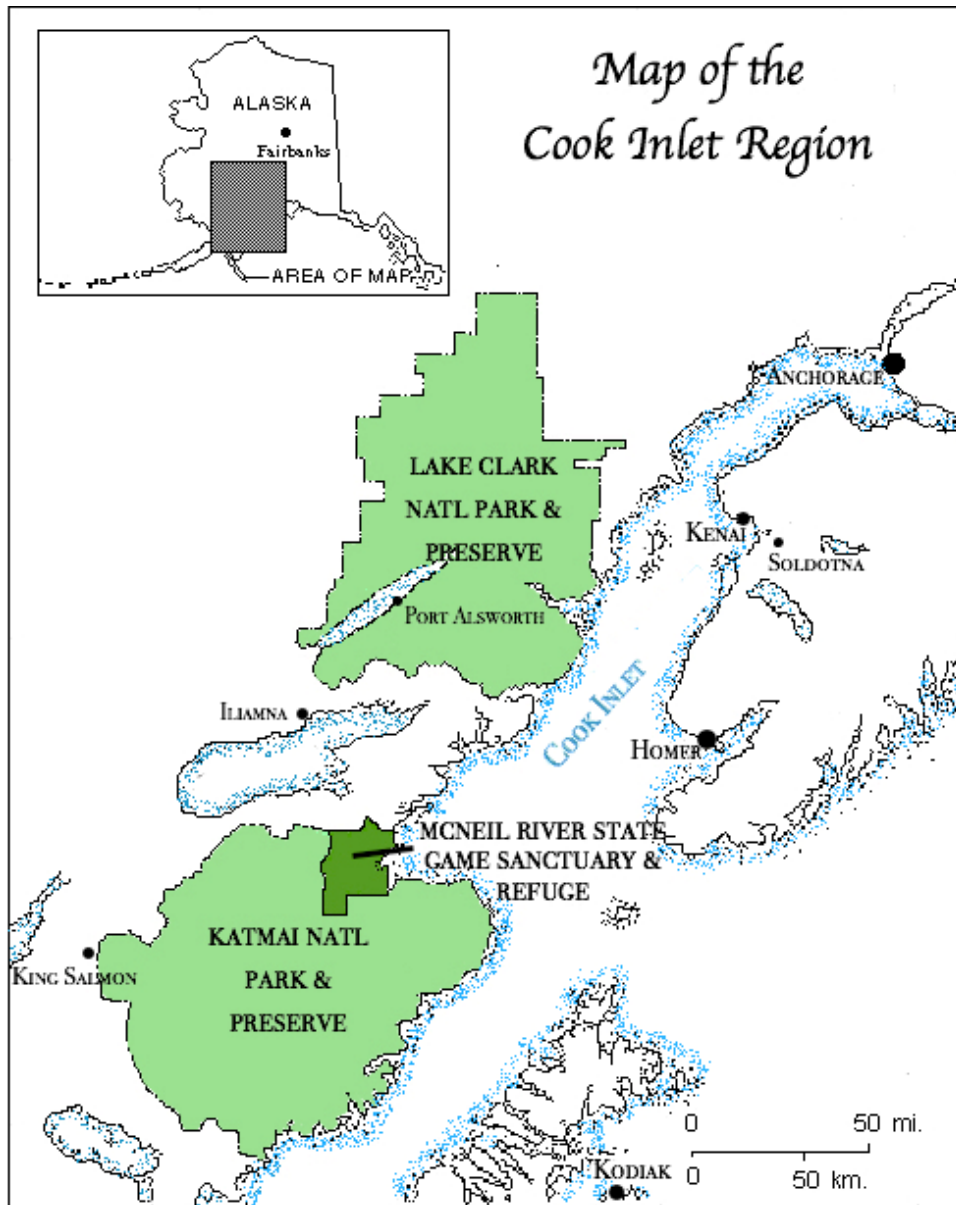 Map of the
Cook Inlet Region
ALASKA
Fairbanks
AREA OF MAP
ANCHORAGE
LAKE CLARK
NATL PARK &
PRESERVE
KENAI
SOLDOTNA
PORT ALSWORTH
ILIAMNA
COOK INLET
HOMER
MCNEIL RIVER STATE
GAME SANCTUARY &
REFUGE
KATMAI NATL
PARK &
PRESERVE
KING SALMON
0 50 mi.
0 50 km.
KODIAK